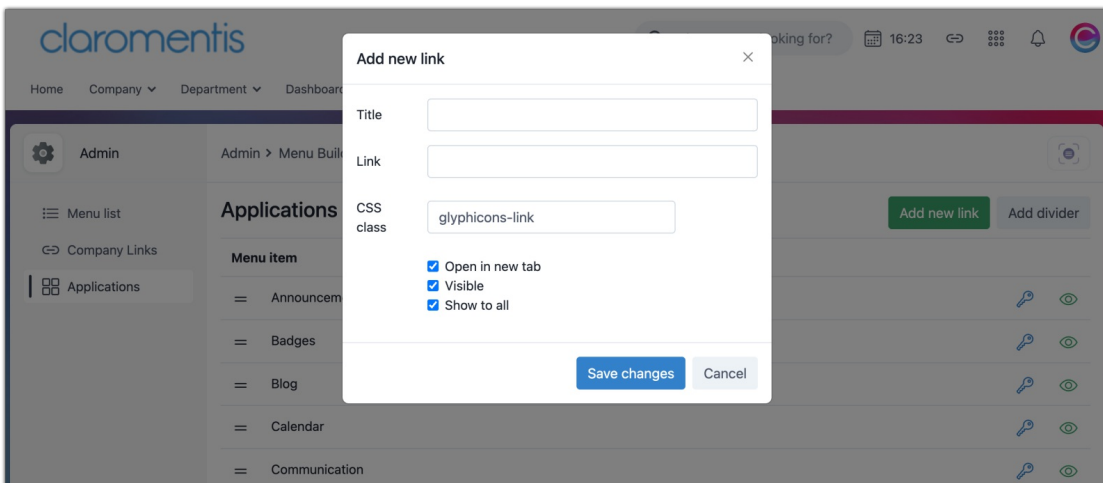 claromentis
oking for?
16:23
Home
Company
Department
Dashboar
Add new link
Title
Link
CSS
class
glyphicons-link
Open in new tab
Visible
Show to all
Save changes
Cancel
Admin
Menu list
Company Links
Applications
Admin > Menu Buil
Applications
Add new link
Add divider
Menu item
Announcem
Badges
Blog
Calendar
Communication